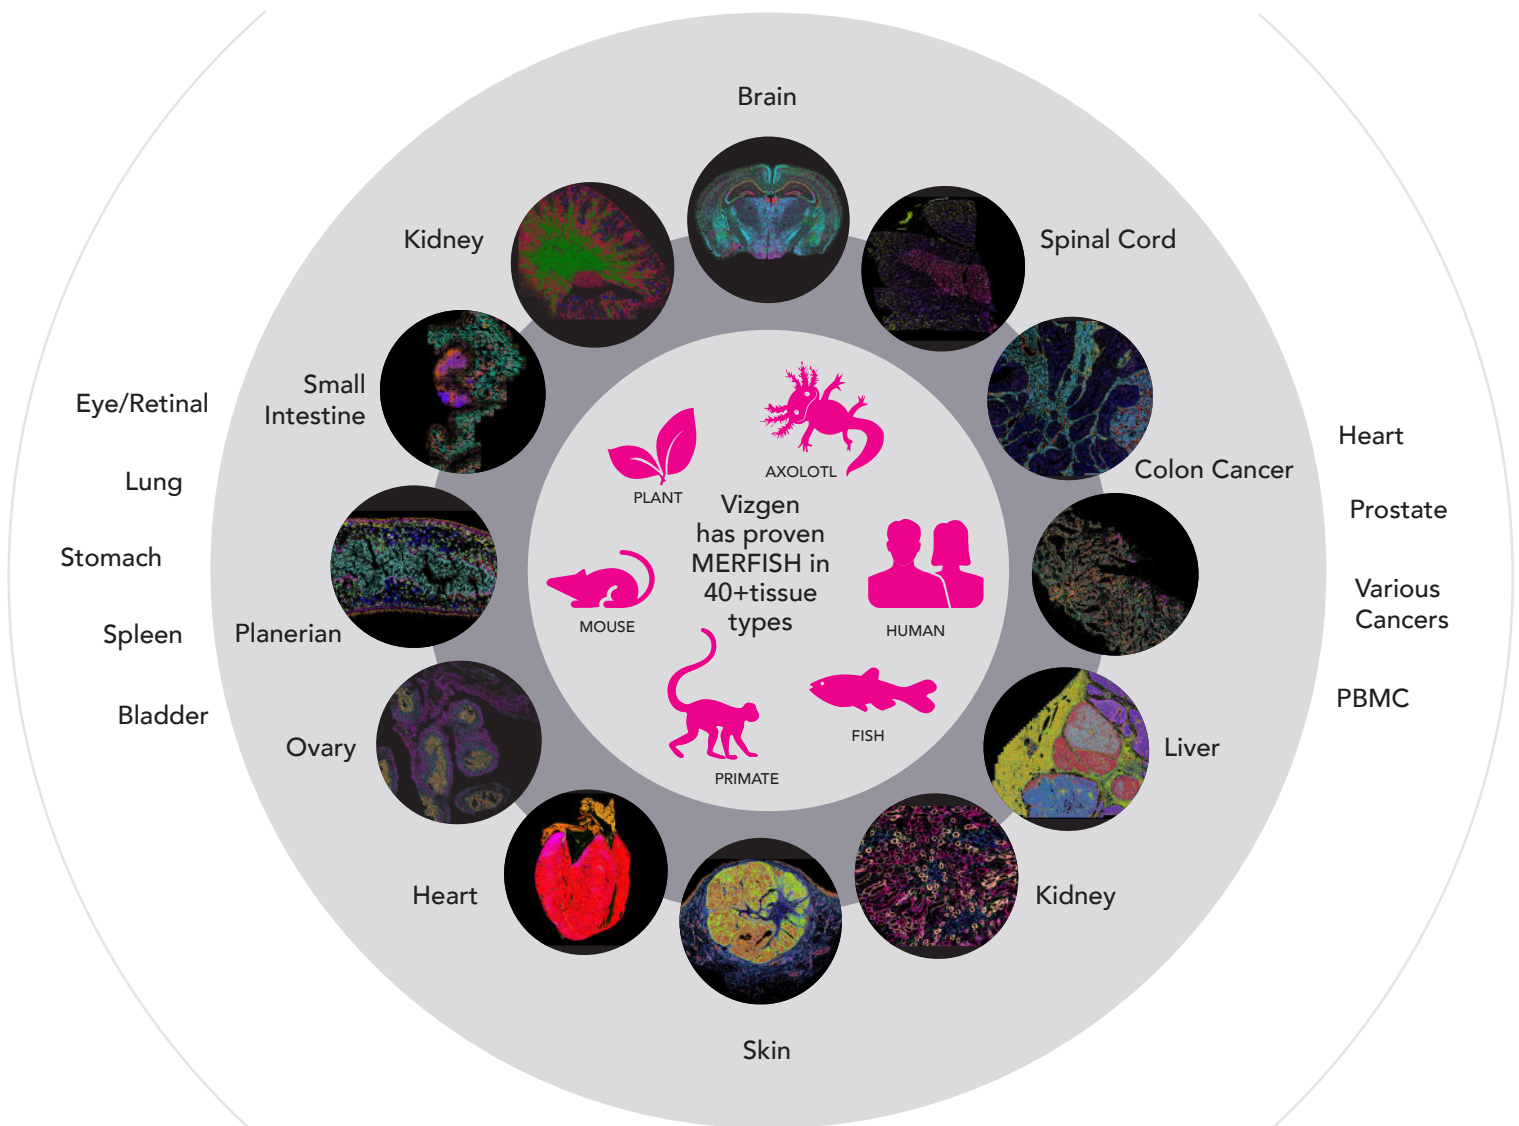 Brain
Kidney
Spinal Cord
Small
Intestine
Eye/Retinal
Lung
Stomach
Spleen
Bladder
Planerian
Ovary
Heart
Skin
Kidney
Liver
Colon Cancer
Heart
Prostate
Various
Cancers
PBMC
PLANT
AXOLOTL
Vizgen
has proven
MERFISH in
40+tissue
types
MOUSE
HUMAN
FISH
PRIMATE